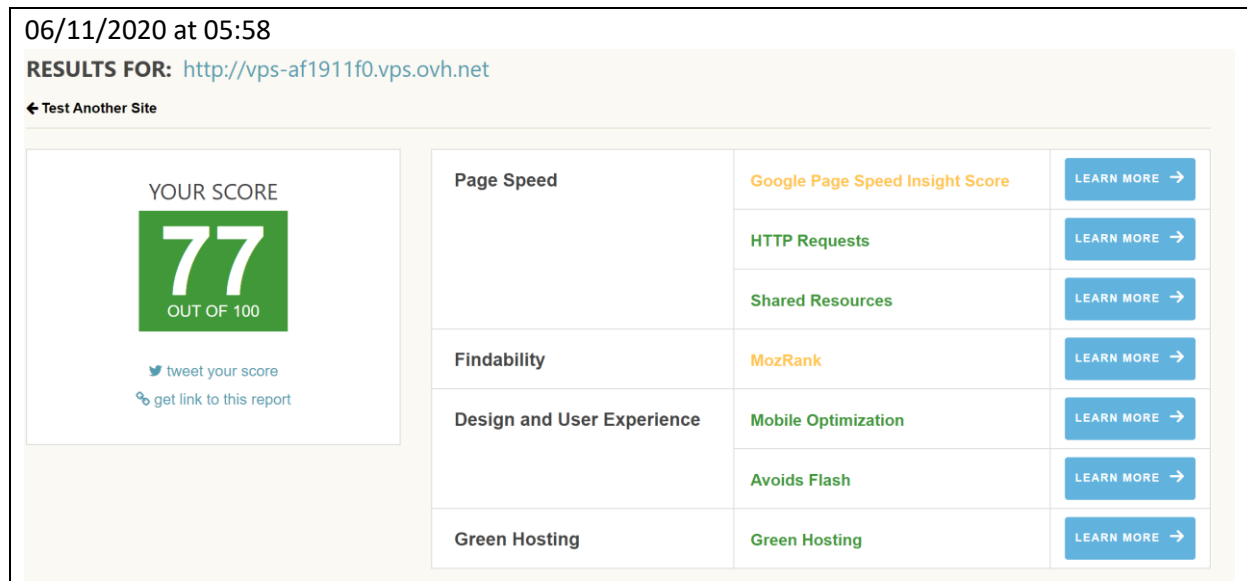 06/11/2020 at 05:58
RESULTS FOR: http://vps-af1911f0.vps.ovh.net
Test Another Site
YOUR SCORE
77
OUT OF 100
tweet your score
get link to this report
Page Speed
Google Page Speed Insight Score
LEARN MORE
HTTP Requests
LEARN MORE
Shared Resources
LEARN MORE
Findability
MozRank
LEARN MORE
Design and User Experience
Mobile Optimization
LEARN MORE
Avoids Flash
LEARN MORE
Green Hosting
Green Hosting
LEARN MORE